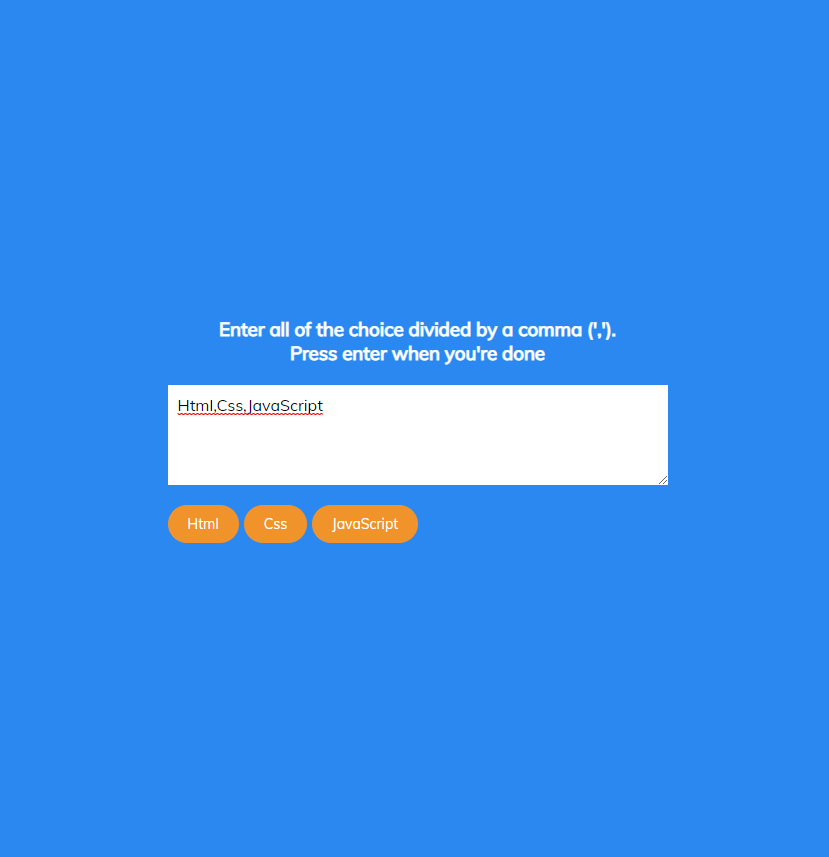 Enter all of the choice divided by a comma (',').
Press enter when you're done
Html,Css,JavaScript
Html Css JavaScript